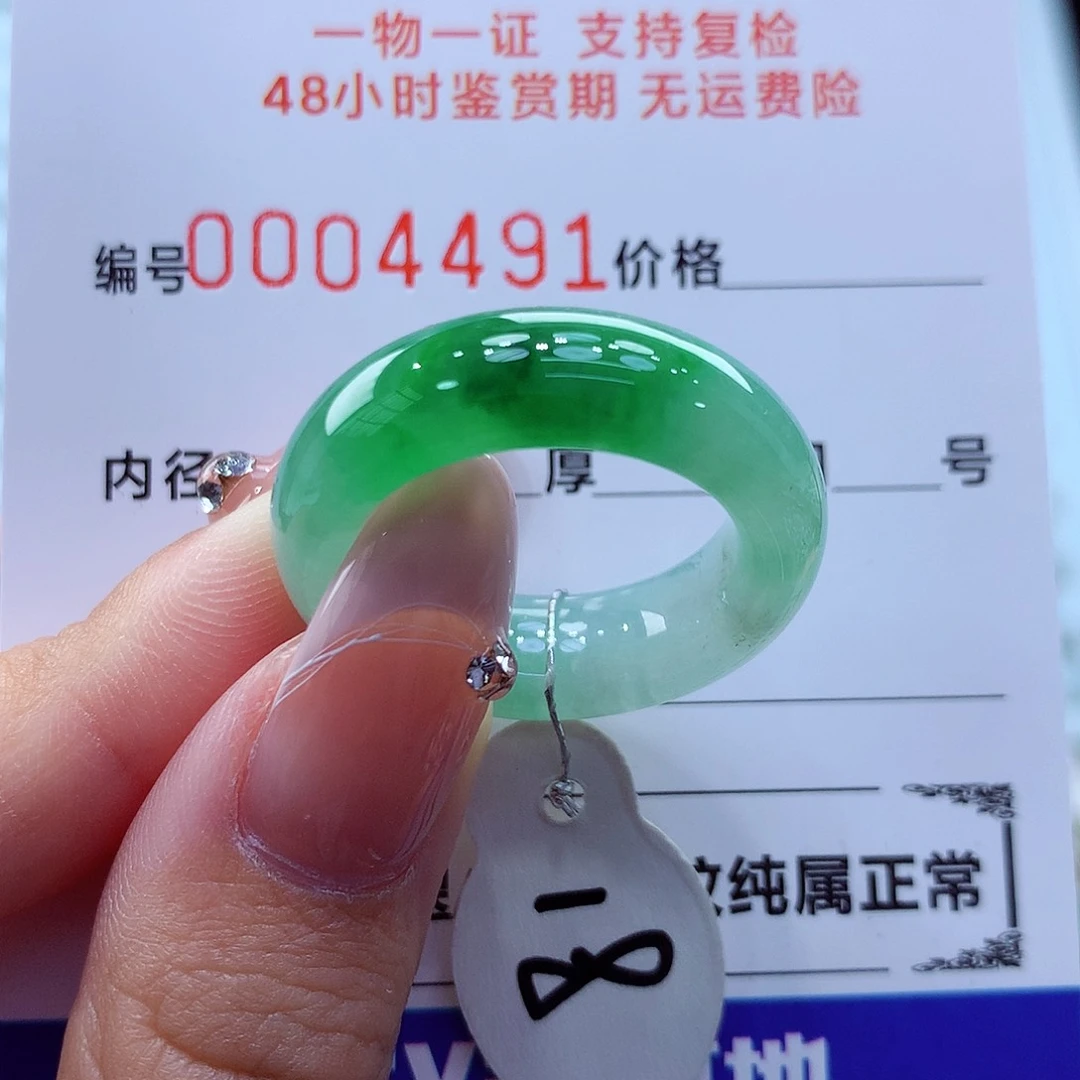 一物一证 支持复检
48小时鉴赏期 无运费险
编号0004491价格
内径 厚 号
纹纯属正常
18